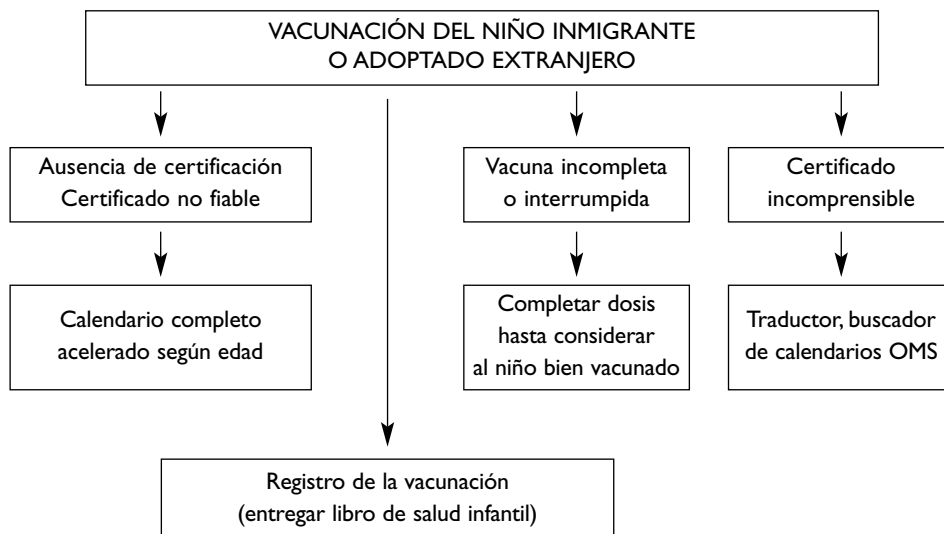 VACUNACIÓN DEL NIÑO INMIGRANTE
O ADOPTADO EXTRANJERO
Ausencia de certificación
Certificado no fiable
Vacuna incompleta
o interrumpida
Certificado
incomprensible
Calendario completo
acelerado según edad
Completar dosis
hasta considerar
al niño bien vacunado
Traductor, buscador
de calendarios OMS
Registro de la vacunación
(entregar libro de salud infantil)